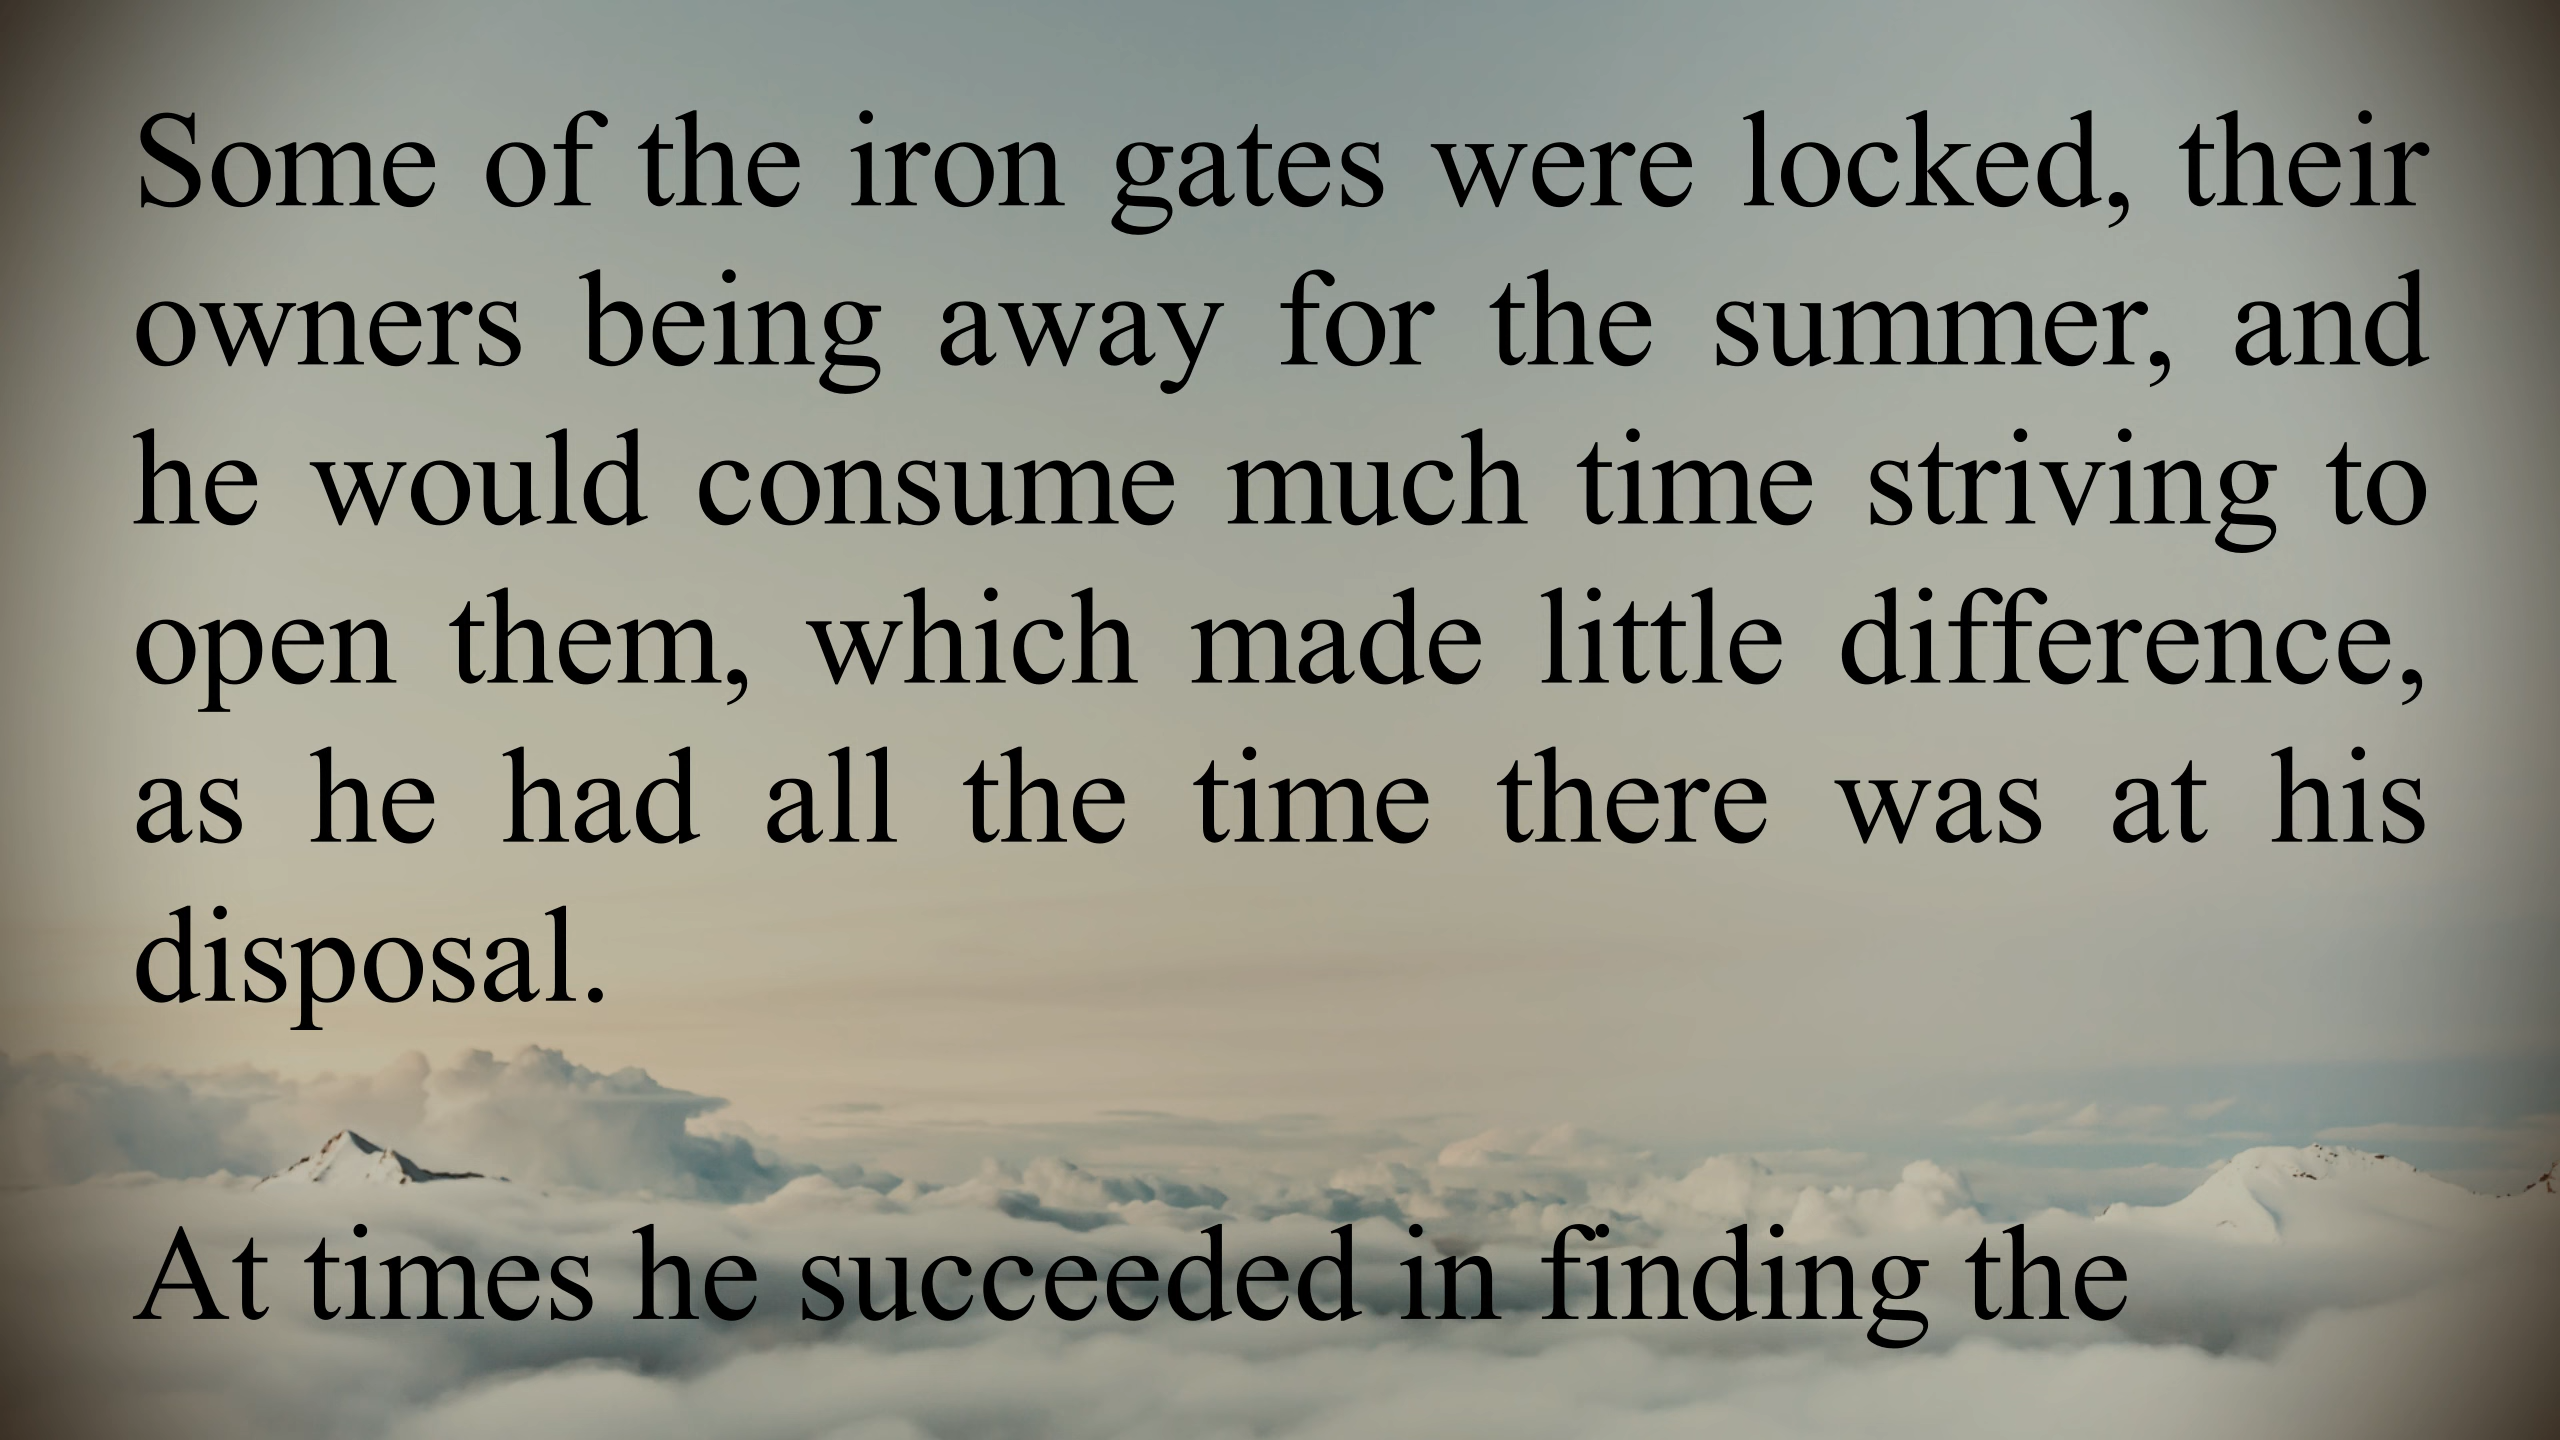 Some of the iron gates were locked, their
owners being away for the summer, and
he would consume much time striving to
open them, which made little difference,
as he had all the time there was at his
disposal.
At times he succeeded in finding the